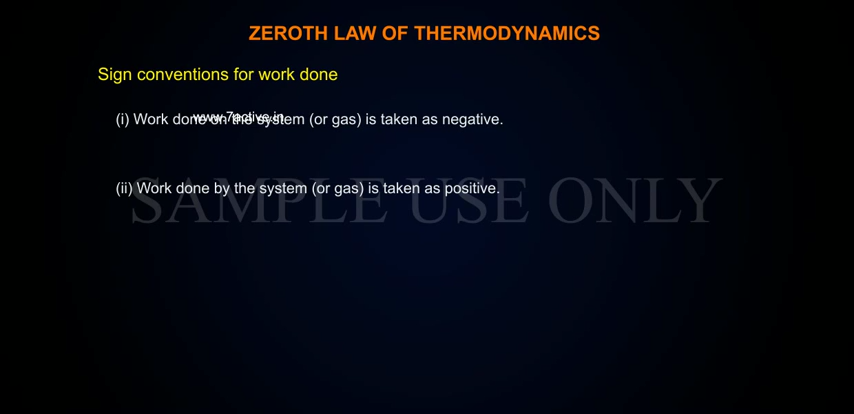 ZEROTH LAW OF THERMODYNAMICS
Sign conventions for work done
www.7active.in
(i) Work done on the system (or gas) is taken as negative.
(ii) Work done by the system (or gas) is taken as positive.
SAMPLE USE ONLY